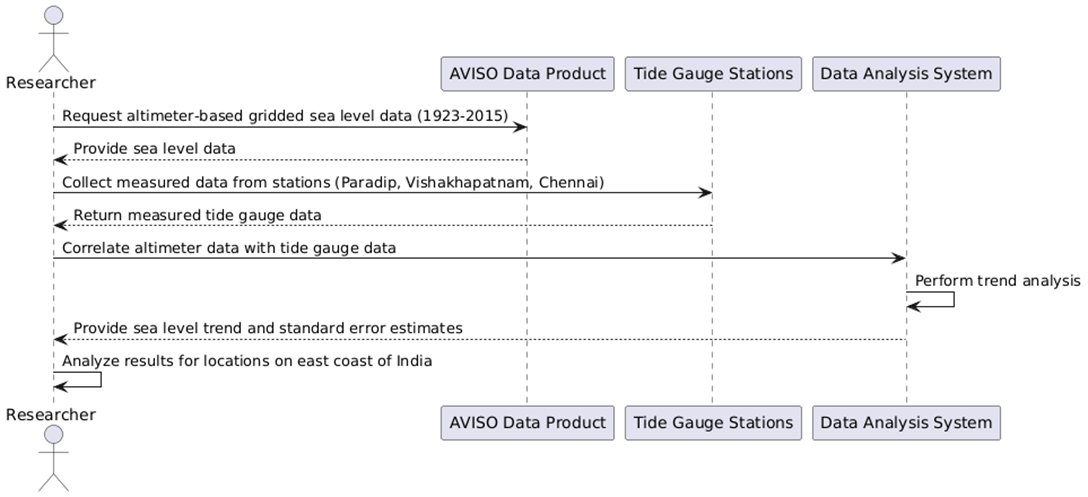 Researcher
AVISO Data Product
Tide Gauge Stations
Data Analysis System
Request altimeter-based gridded sea level data (1923-2015)
Provide sea level data
Collect measured data from stations (Paradip, Vishakhapatnam, Chennai)
Return measured tide gauge data
Correlate altimeter data with tide gauge data
Perform trend analysis
Provide sea level trend and standard error estimates
Analyze results for locations on east coast of India
Researcher
AVISO Data Product
Tide Gauge Stations
Data Analysis System